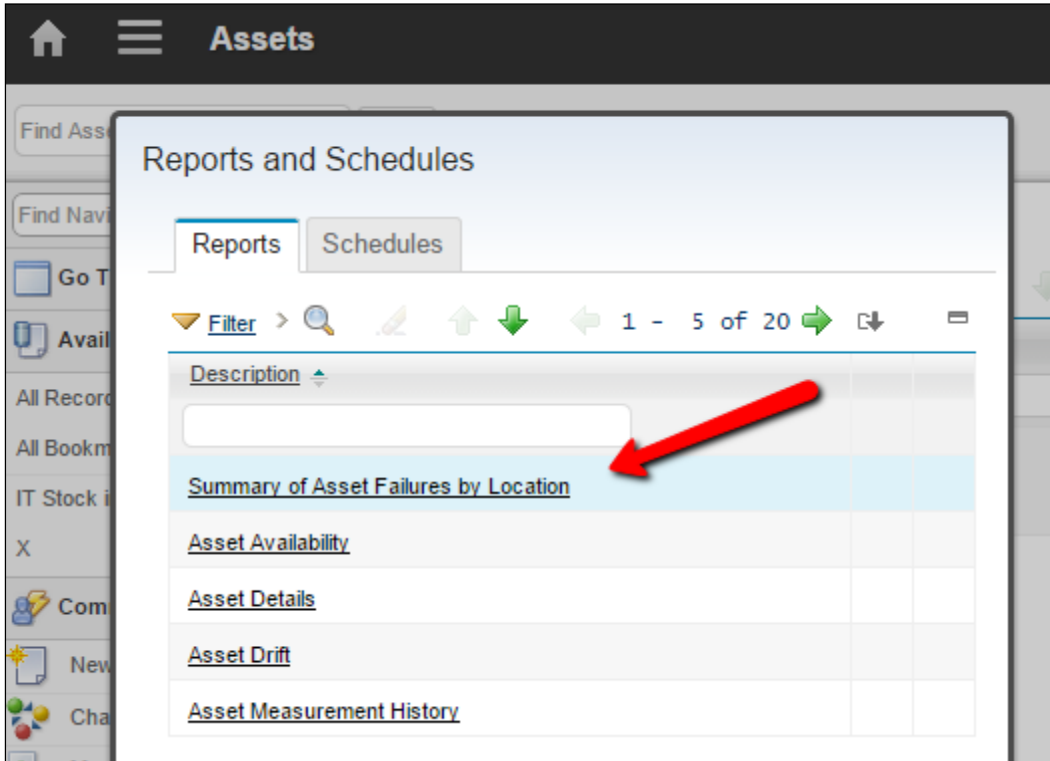 Assets
Find Asse
Reports and Schedules
Find Navi
Reports Schedules
Go T
Filter > 1 - 5 of 20
Avail
Description
All Record
All Bookm
Summary of Asset Failures by Location
IT Stock i
Asset Availability
X
Asset Details
Com
Asset Drift
New
Asset Measurement History
Cha